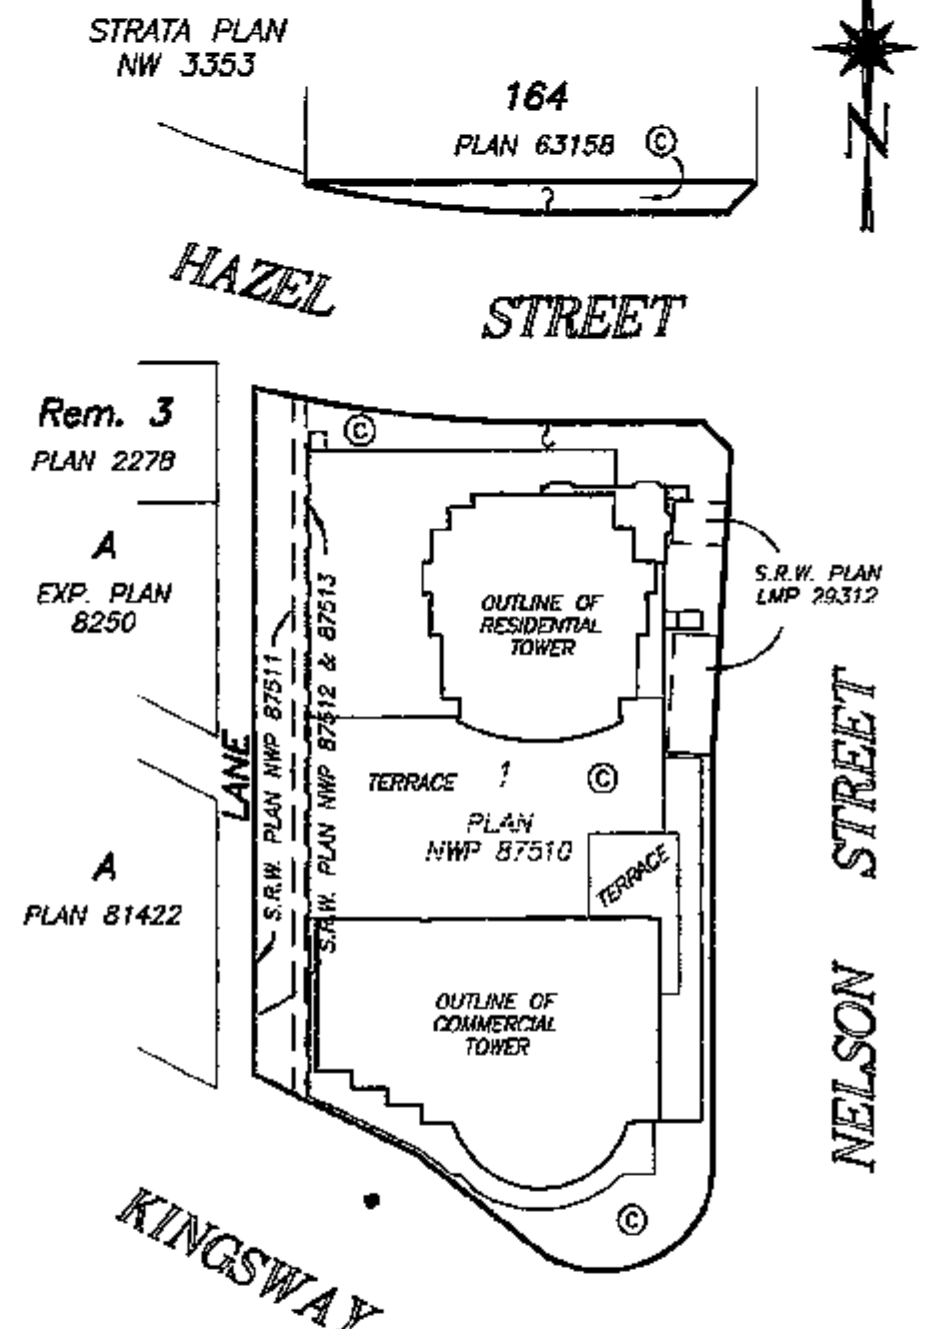 STRATA PLAN
NW 3353
164
PLAN 63158
©
N
HAZEL STREET
Rem. 3
PLAN 2278
A
EXP. PLAN
8250
©
OUTLINE OF
RESIDENTIAL
TOWER
S.R.W. PLAN
LMP 29312
S.R.W. PLAN NWP 87511
S.R.W. PLAN NWP 87512 & 87513
LANE
TERRACE
1
©
PLAN
NWP 87510
TERRACE
A
PLAN 81422
OUTLINE OF
COMMERCIAL
TOWER
NELSON STREET
©
KINGSWAY